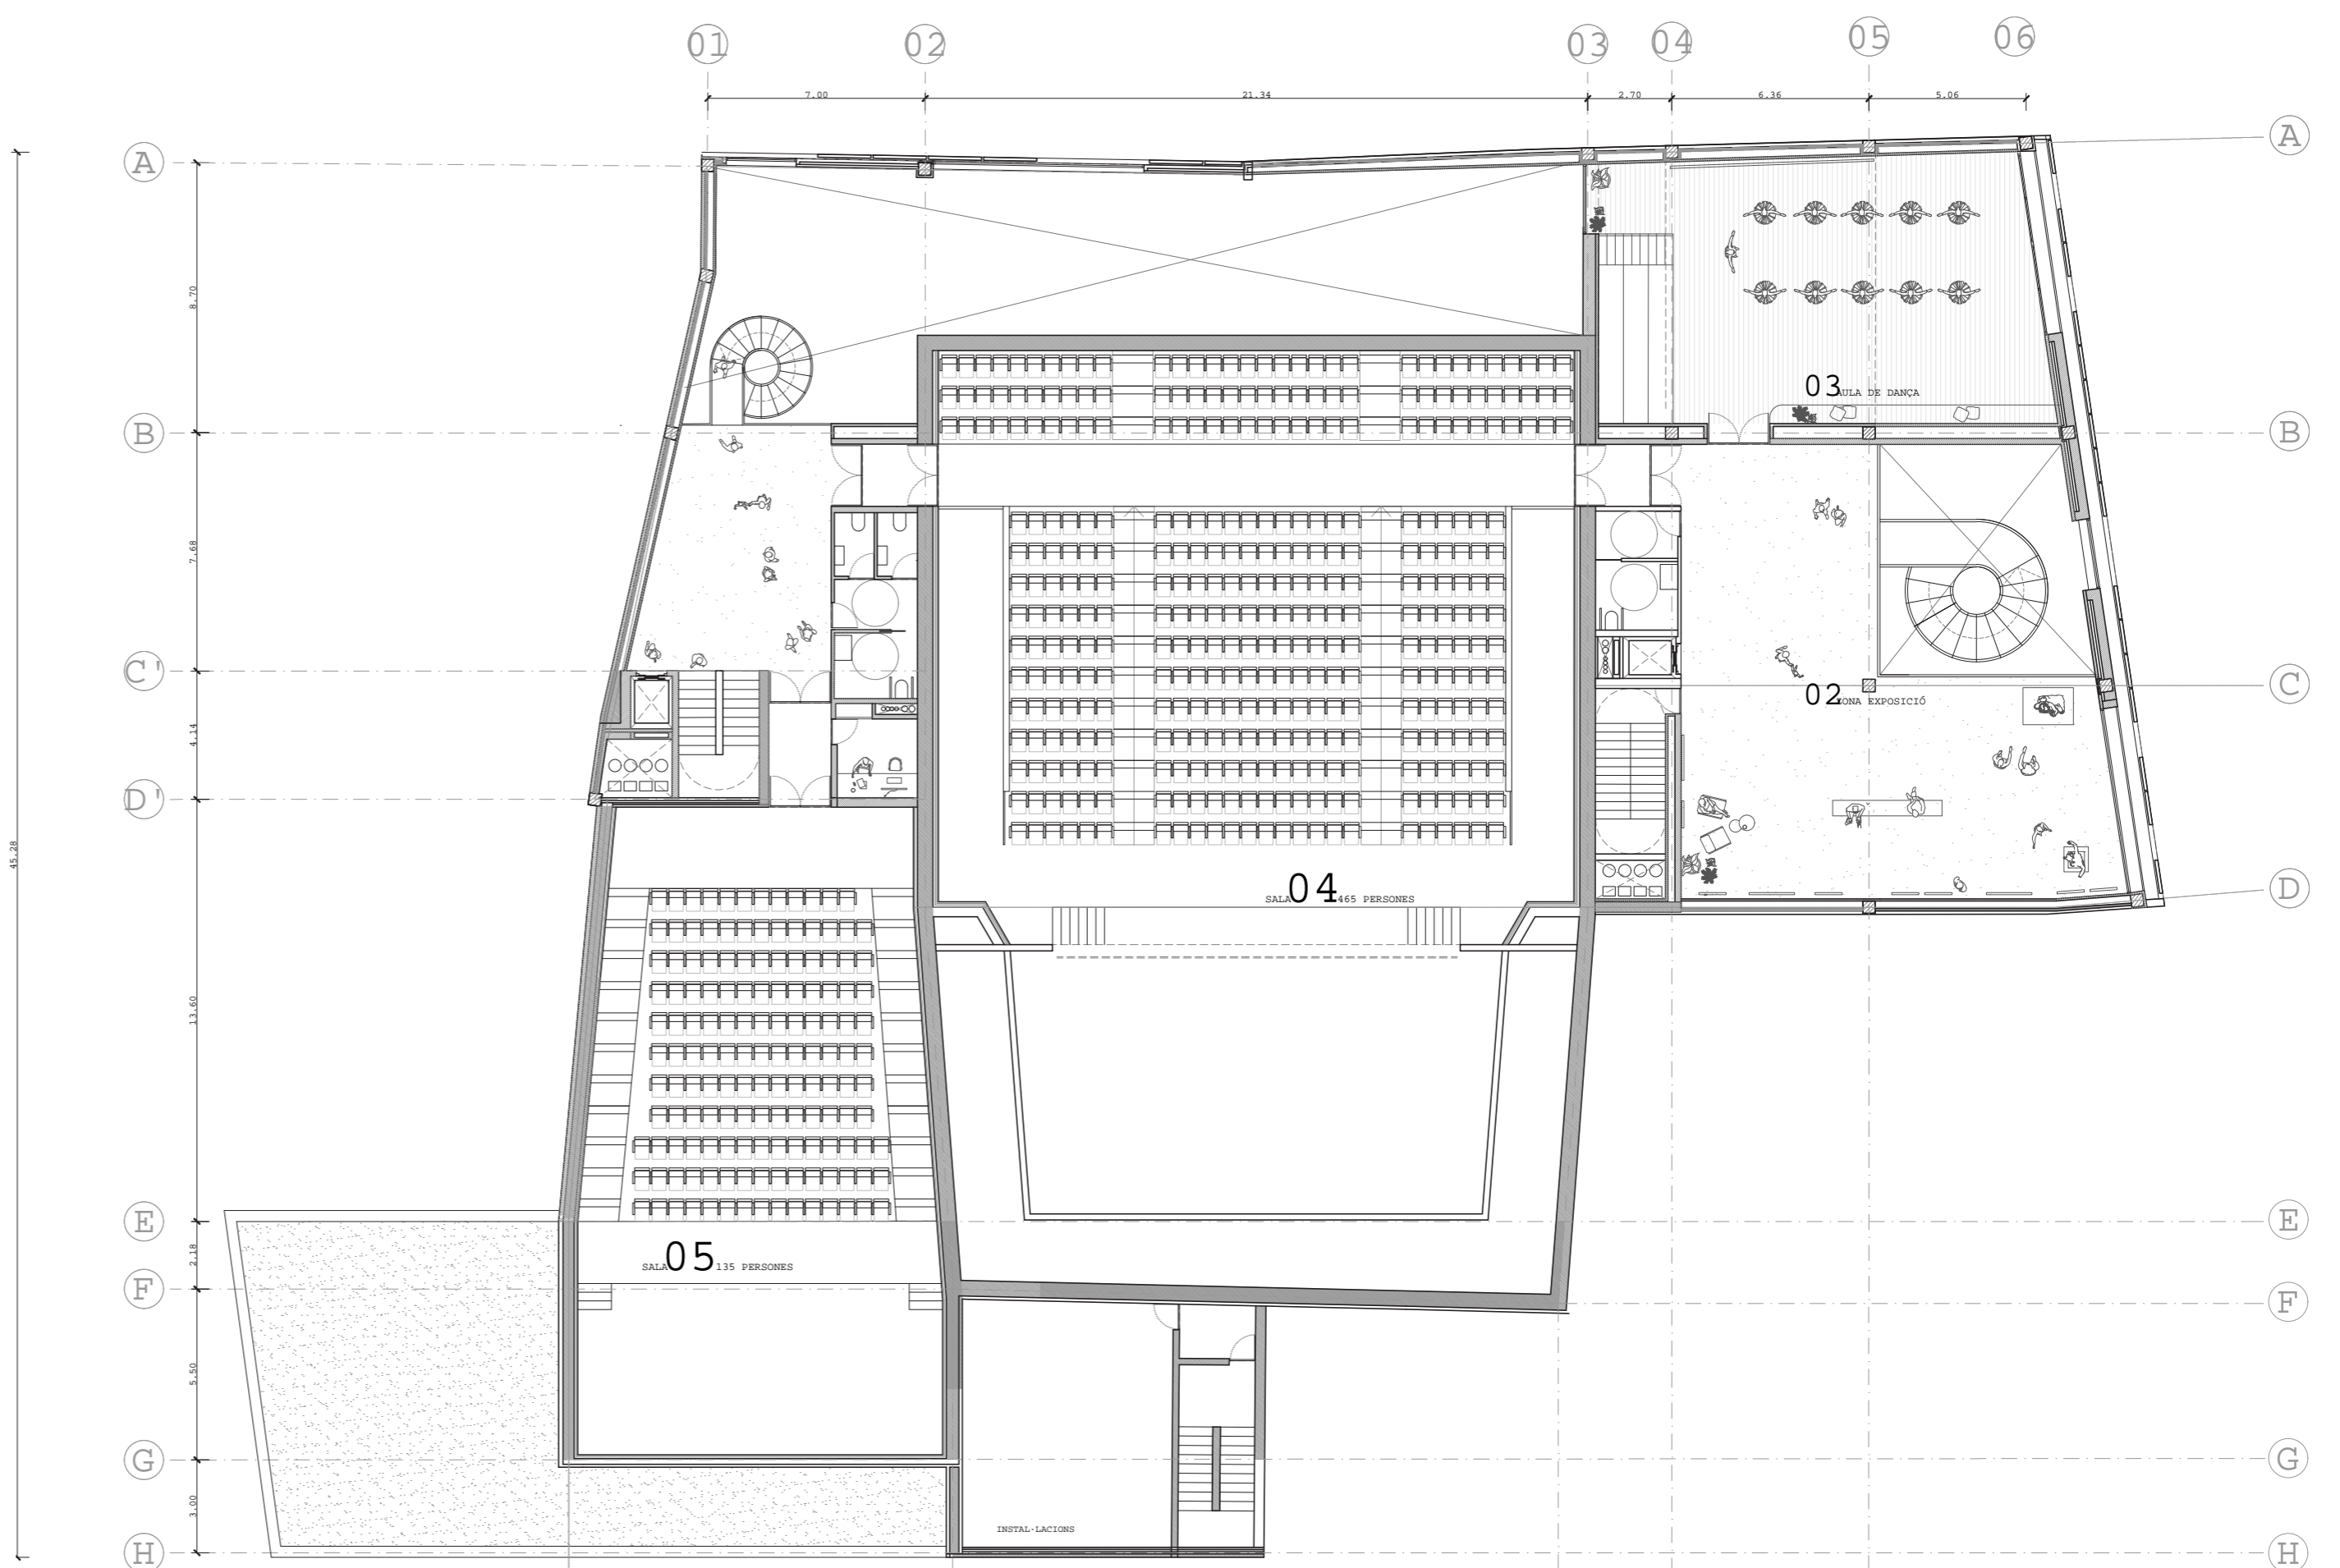 01 02 03 04 05 06
7.00 21.34 2.70 6.36 5.06
A A
8.70
03 AULA DE DANÇA
B B
7.68
C' C
02 ZONA EXPOSICIÓ
4.14
D'
45.28
D
SALA 04 465 PERSONES
13.60
E E
2.18
SALA 05 135 PERSONES
F F
5.50
G G
3.00
INSTAL·LACIONS
H H